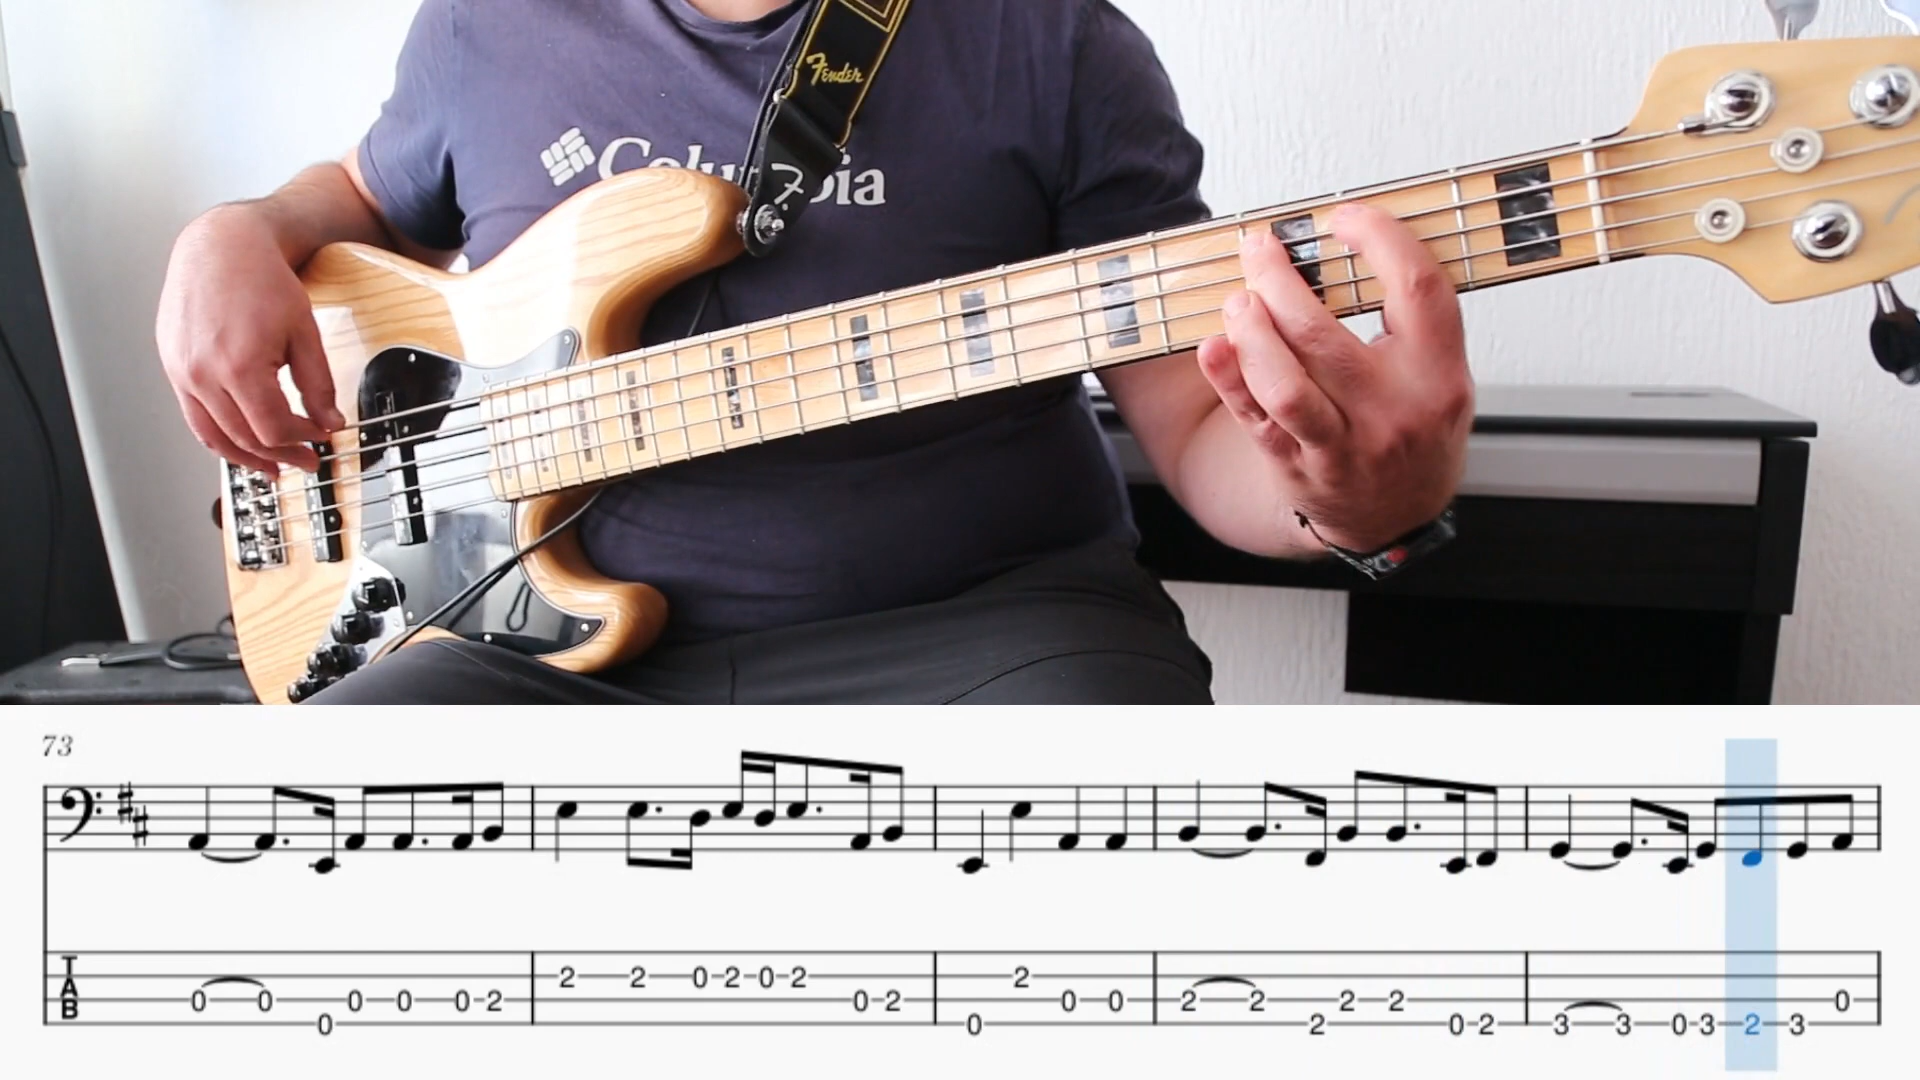 Fender
Columbia
73
2 2 0 2 0 2 2
0 0 0 0 0 2 0 2 0 0 2 2 2 2 0
T
A
B
0 0 2 0 2 3 3 0 3 2 3